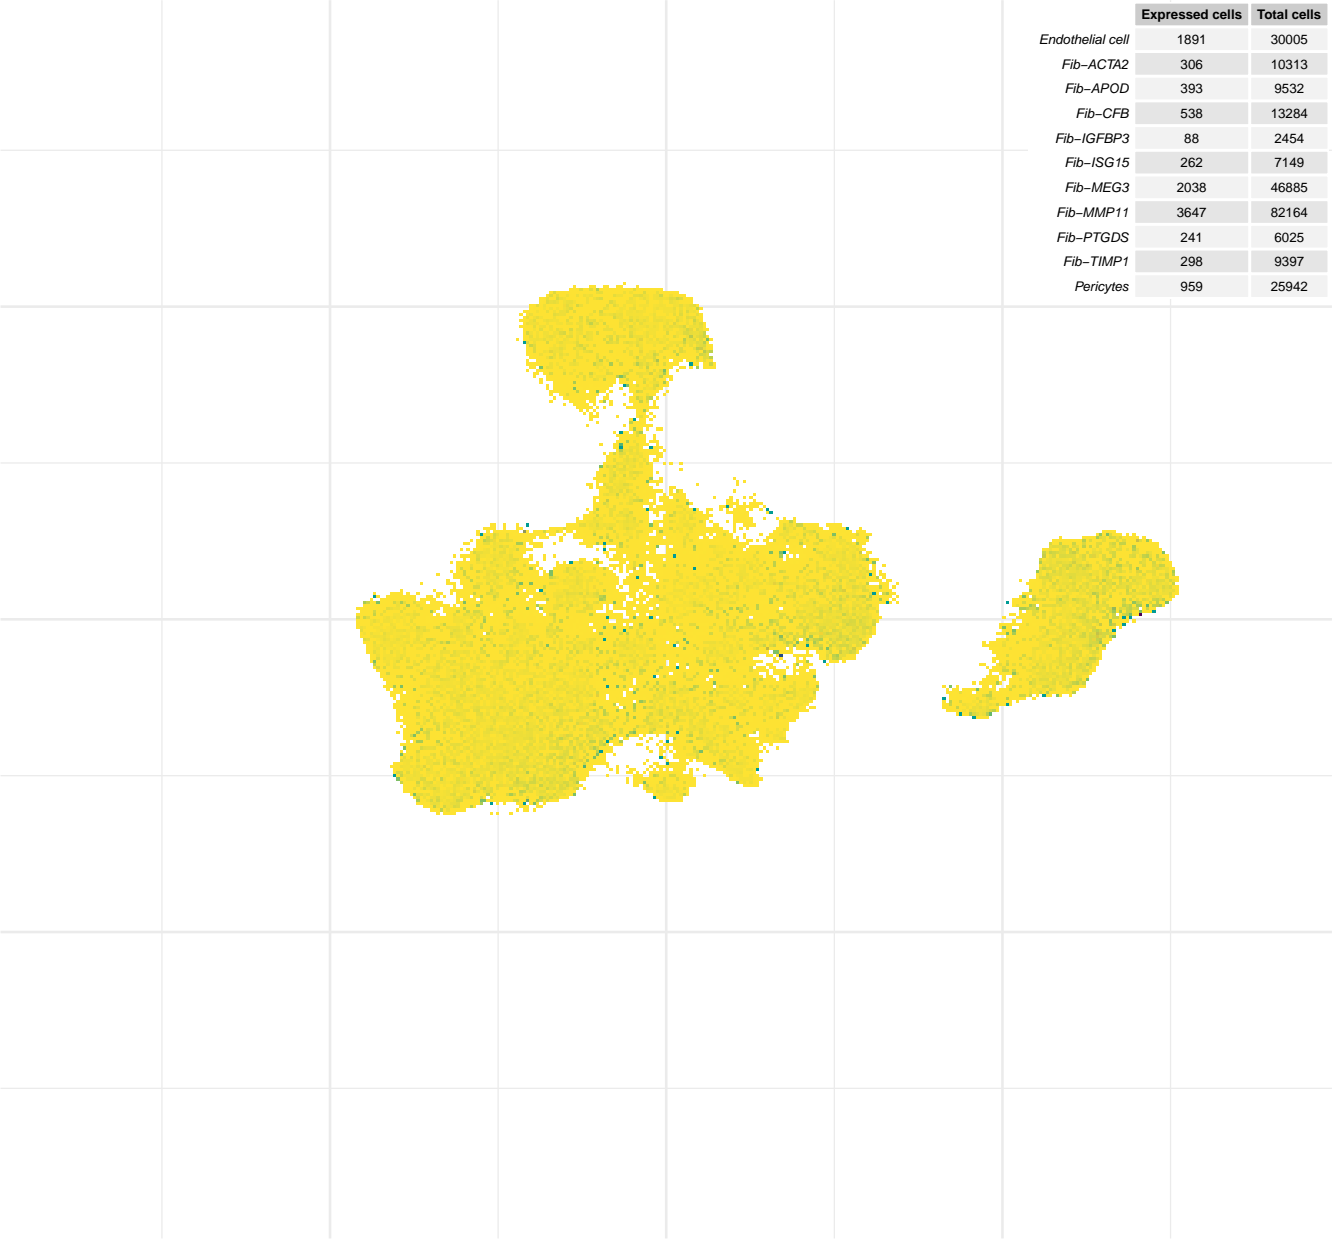 Expressed cells Total cells
Endothelial cell 1891 30005
Fib−ACTA2 306 10313
Fib−APOD 393 9532
Fib−CFB 538 13284
Fib−IGFBP3 88 2454
Fib−ISG15 262 7149
Fib−MEG3 2038 46885
Fib−MMP11 3647 82164
Fib−PTGDS 241 6025
Fib−TIMP1 298 9397
Pericytes 959 25942